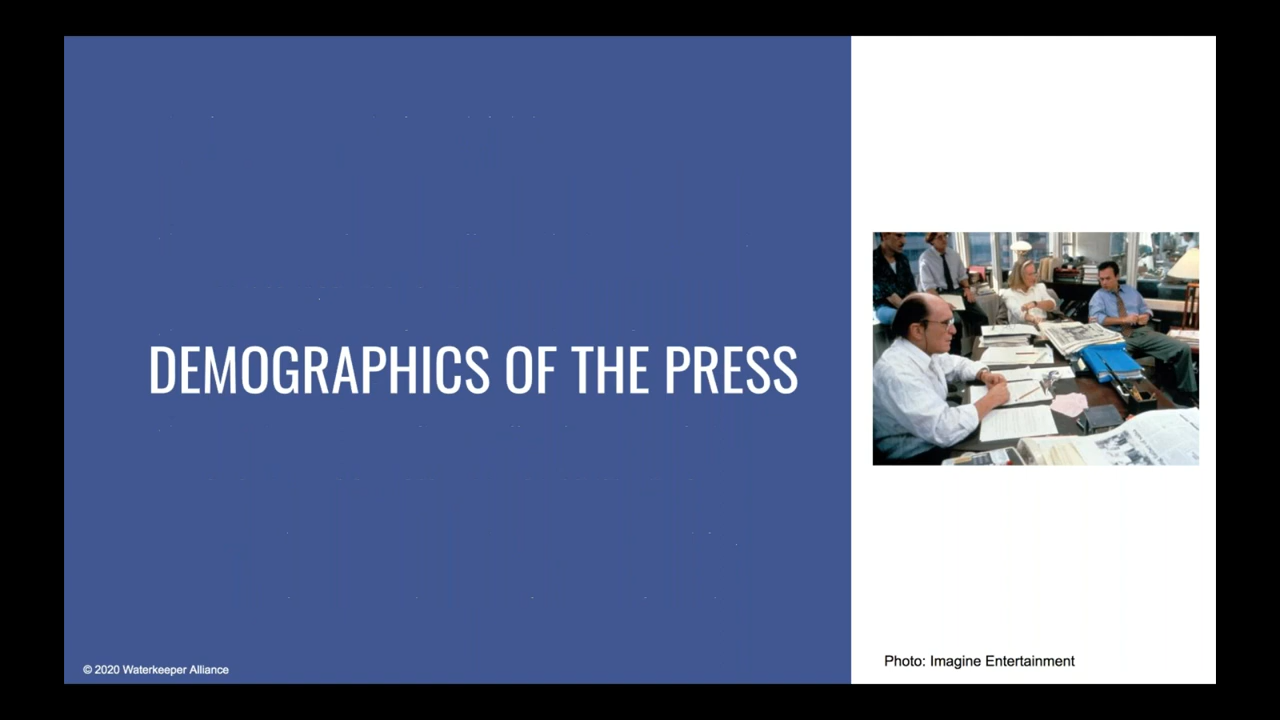 DEMOGRAPHICS OF THE PRESS
© 2020 Waterkeeper Alliance
Photo: Imagine Entertainment